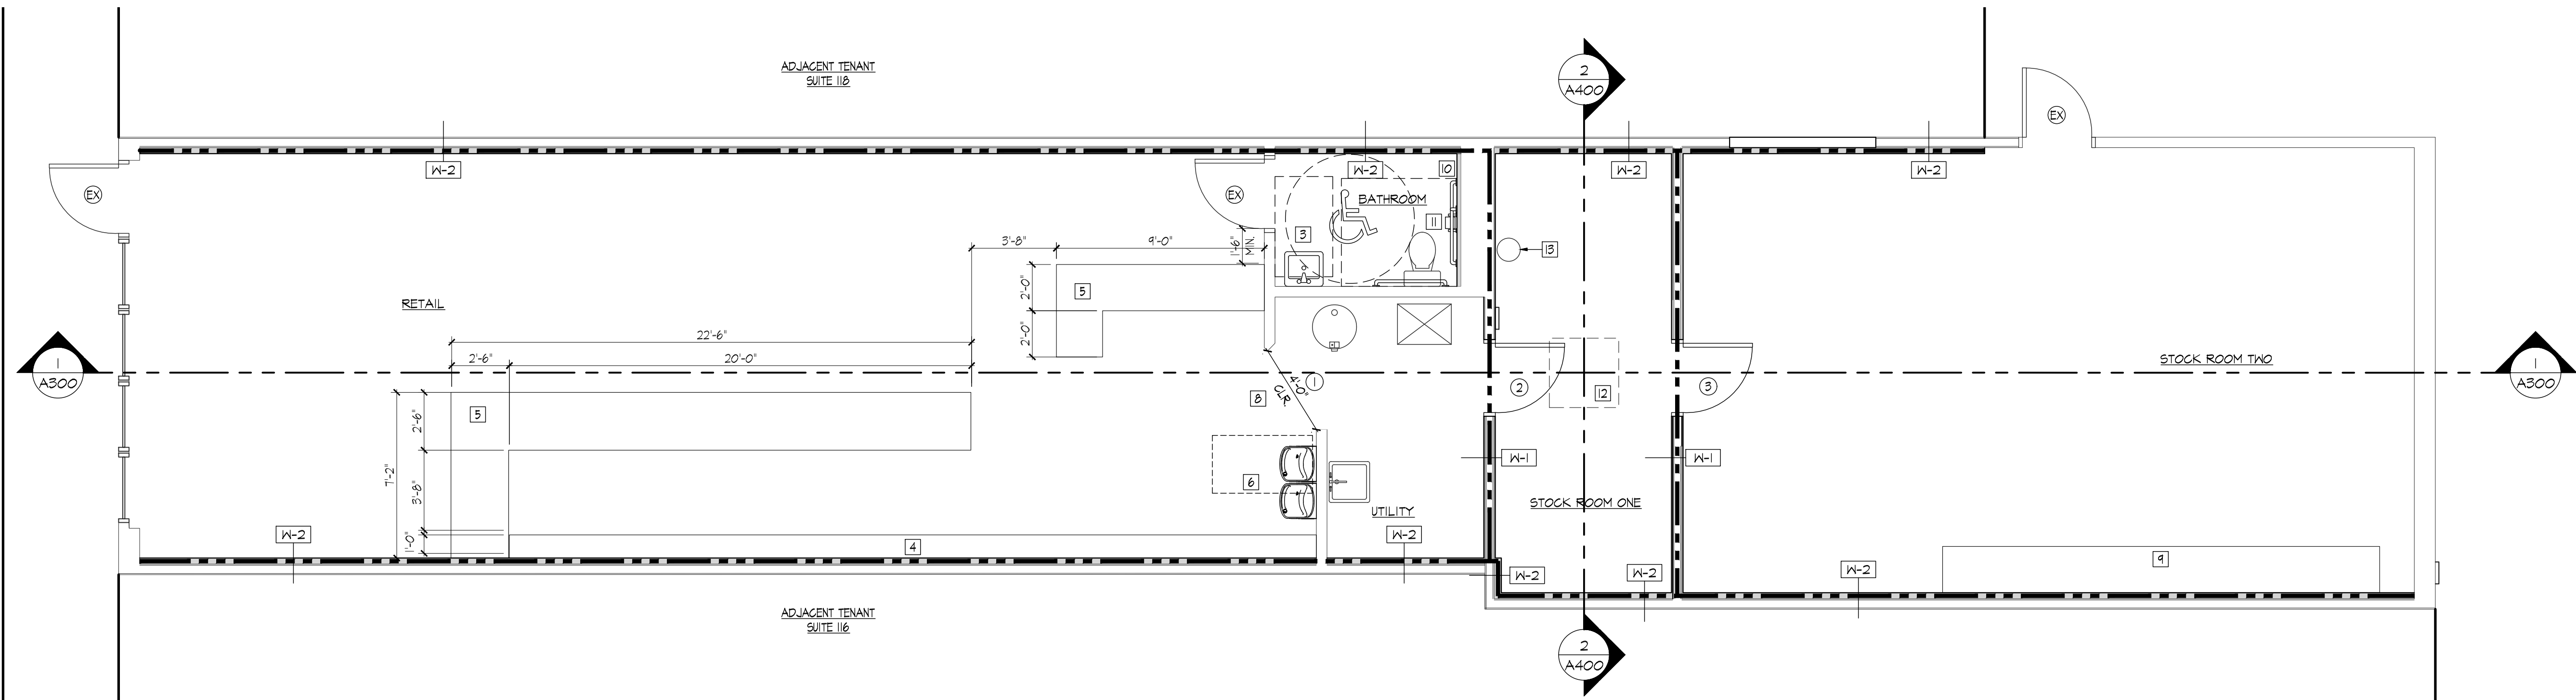 ADJACENT TENANT
SUITE 118
2
A400
EX
EX
W-2
W-2
10
W-2
W-2
EX
BATHROOM
11
3
1'-6"
MIN.
3'-8"
9'-0"
13
2'-0"
5
2'-0"
RETAIL
22'-6"
2'-6"
20'-0"
1
A300
4'-0"
CLR.
1
8
2
12
3
STOCK ROOM TWO
1
A300
5
2'-6"
7'-2"
3'-8"
1'-0"
6
W-1
W-1
STOCK ROOM ONE
UTILITY
W-2
W-2
4
W-2
W-2
W-2
9
ADJACENT TENANT
SUITE 116
2
A400